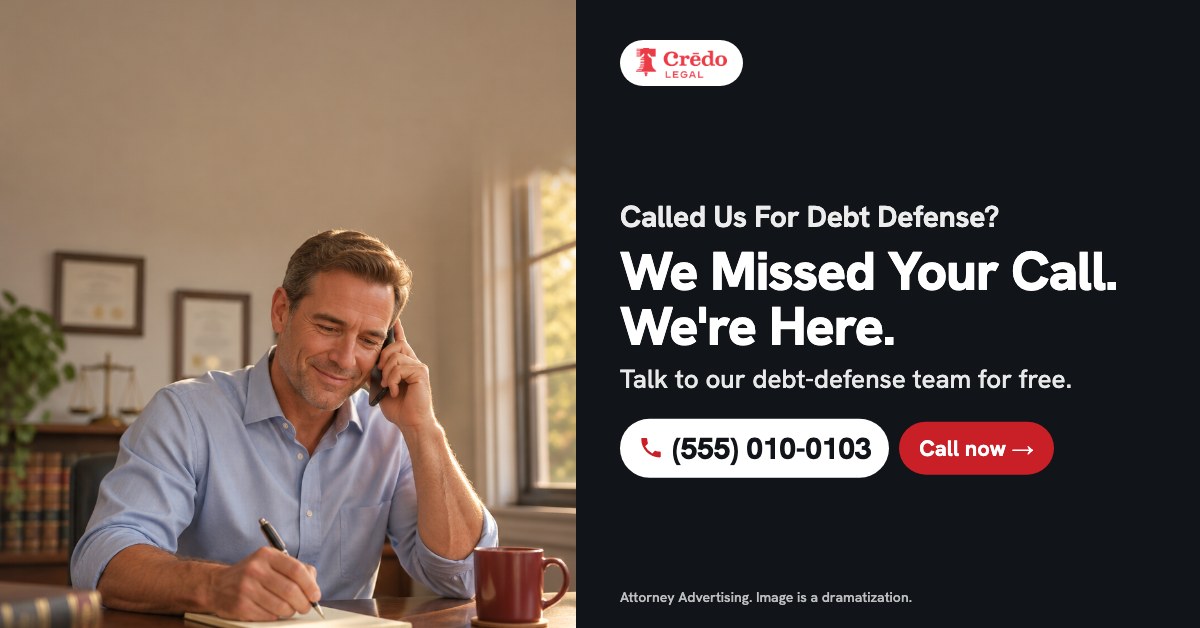 Crēdo
LEGAL
Called Us For Debt Defense?
We Missed Your Call.
We're Here.
Talk to our debt-defense team for free.
(555) 010-0103
Call now →
Attorney Advertising. Image is a dramatization.